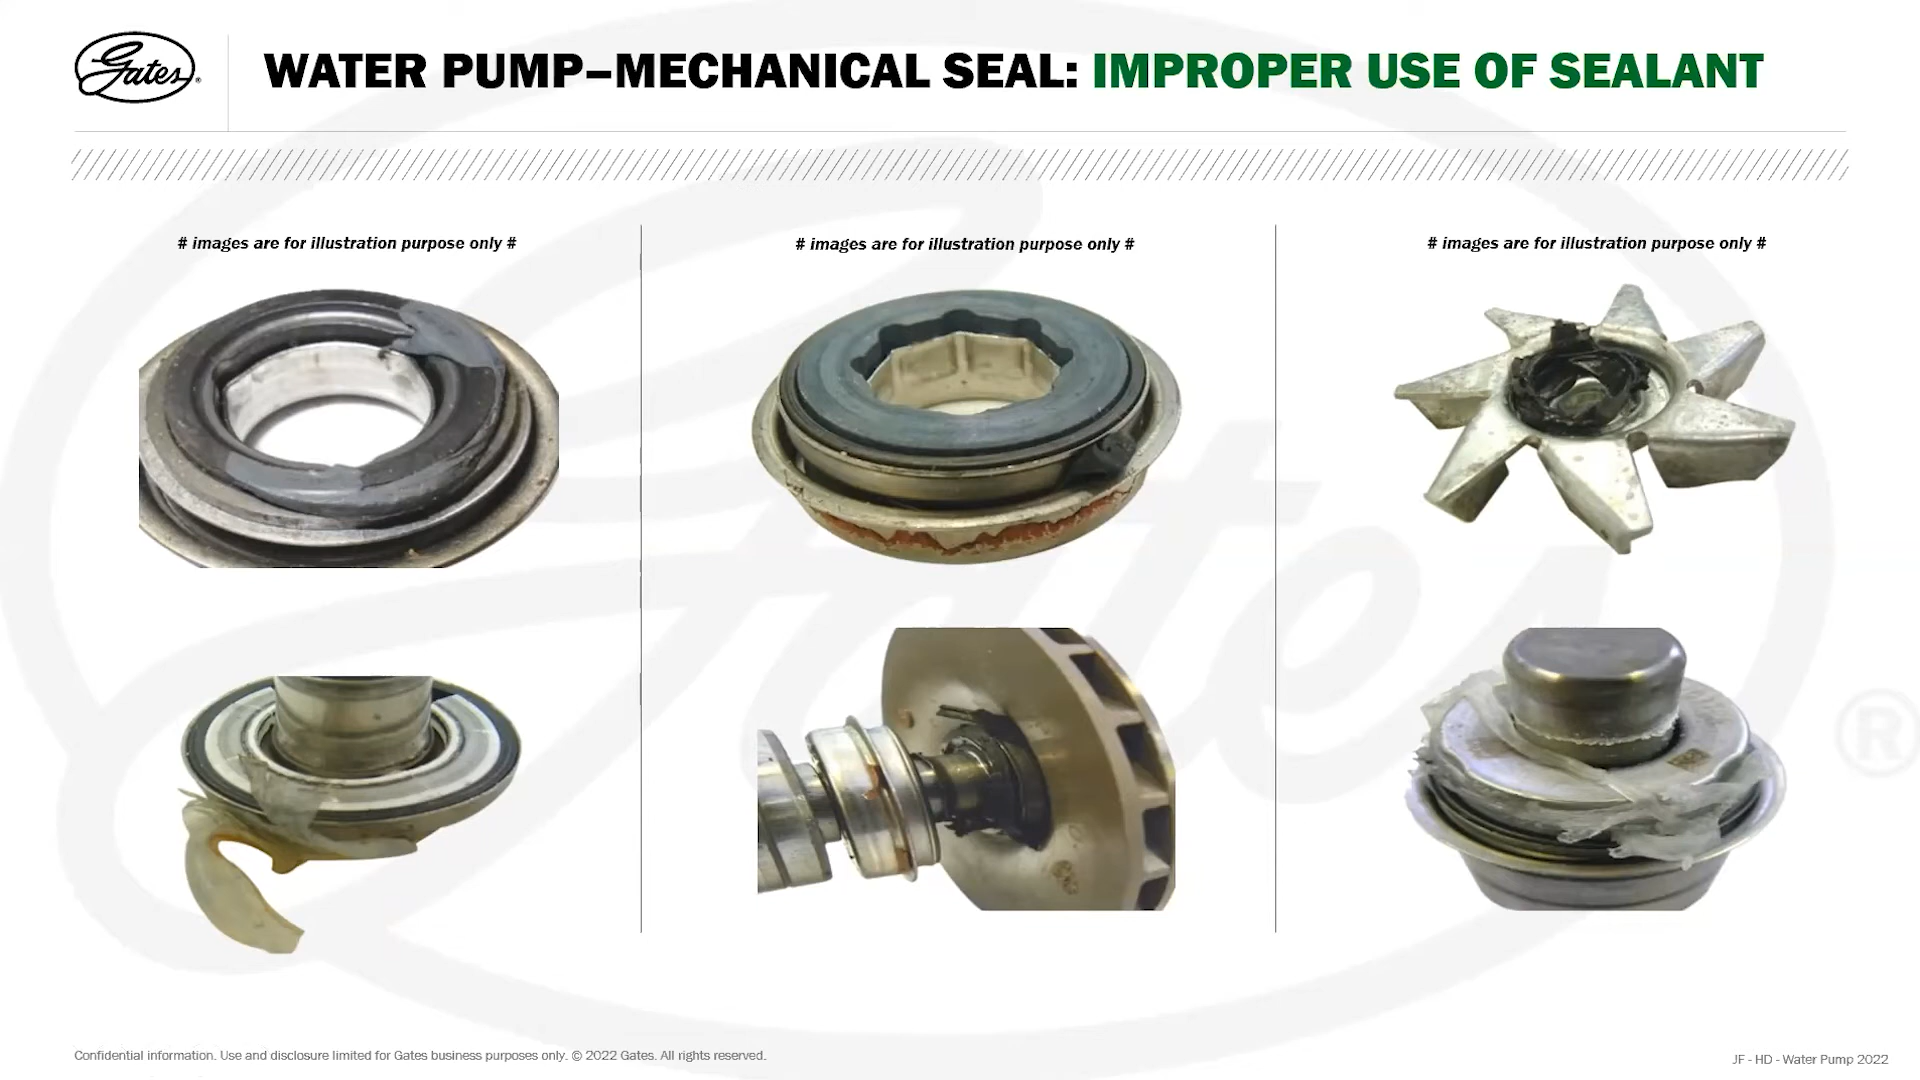 Gates®
WATER PUMP–MECHANICAL SEAL: IMPROPER USE OF SEALANT
# images are for illustration purpose only #
# images are for illustration purpose only #
# images are for illustration purpose only #
Gates®
Confidential information. Use and disclosure limited for Gates business purposes only. © 2022 Gates. All rights reserved.
JF - HD - Water Pump 2022